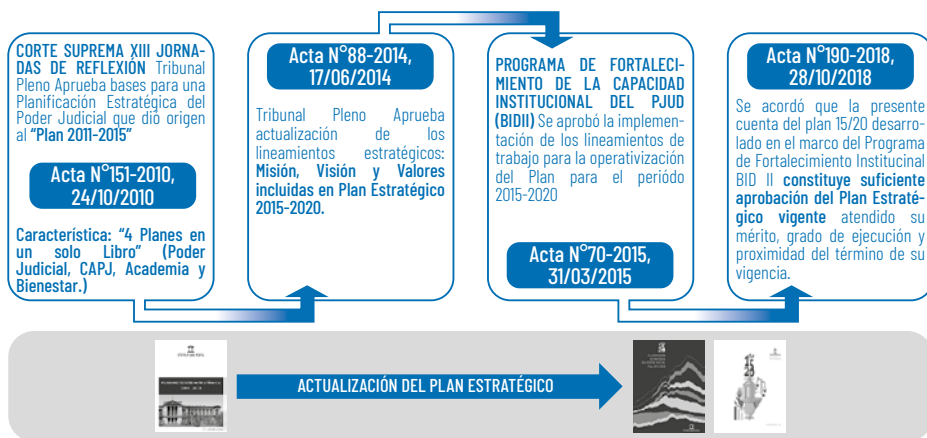 CORTE SUPREMA XIII JORNA-
DAS DE REFLEXIÓN Tribunal
Pleno Aprueba bases para una
Planificación Estratégica del
Poder Judicial que dió origen
al “Plan 2011-2015”
Acta N°151-2010,
24/10/2010
Característica: “4 Planes en
un solo Libro” (Poder
Judicial, CAPJ, Academia y
Bienestar.)
Acta N°88-2014,
17/06/2014
Tribunal Pleno Aprueba
actualización de los
lineamientos estratégicos:
Misión, Visión y Valores
incluidas en Plan Estratégico
2015-2020.
PROGRAMA DE FORTALECI-
MIENTO DE LA CAPACIDAD
INSTITUCIONAL DEL PJUD
(BIDII) Se aprobó la implemen-
tación de los lineamientos de
trabajo para la operativización
del Plan para el periódo
2015-2020
Acta N°70-2015,
31/03/2015
Acta N°190-2018,
28/10/2018
Se acordó que la presente
cuenta del plan 15/20 desarro-
lado en el marco del Programa
de Fortalecimiento Institucinal
BID II constituye suficiente
aprobación del Plan Estraté-
gico vigente atendido su
mérito, grado de ejecución y
proximidad del término de su
vigencia.
ACTUALIZACIÓN DEL PLAN ESTRATÉGICO